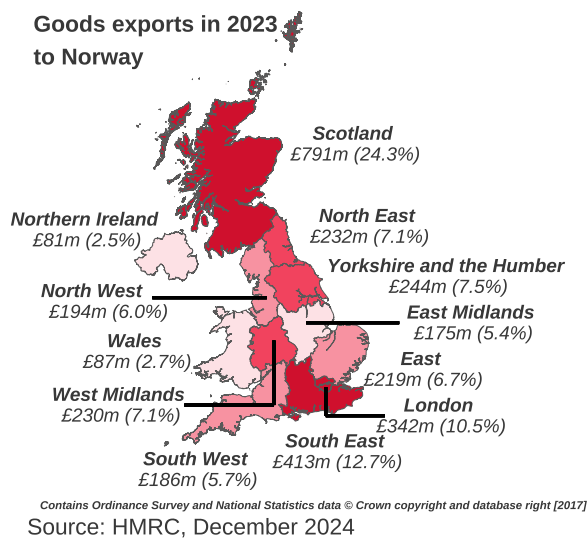 Goods exports in 2023
to Norway
Scotland
£791m (24.3%)
Northern Ireland
£81m (2.5%)
North East
£232m (7.1%)
Yorkshire and the Humber
£244m (7.5%)
North West
£194m (6.0%)
East Midlands
£175m (5.4%)
Wales
£87m (2.7%)
East
£219m (6.7%)
West Midlands
£230m (7.1%)
London
£342m (10.5%)
South East
£413m (12.7%)
South West
£186m (5.7%)
Contains Ordinance Survey and National Statistics data © Crown copyright and database right [2017]
Source: HMRC, December 2024